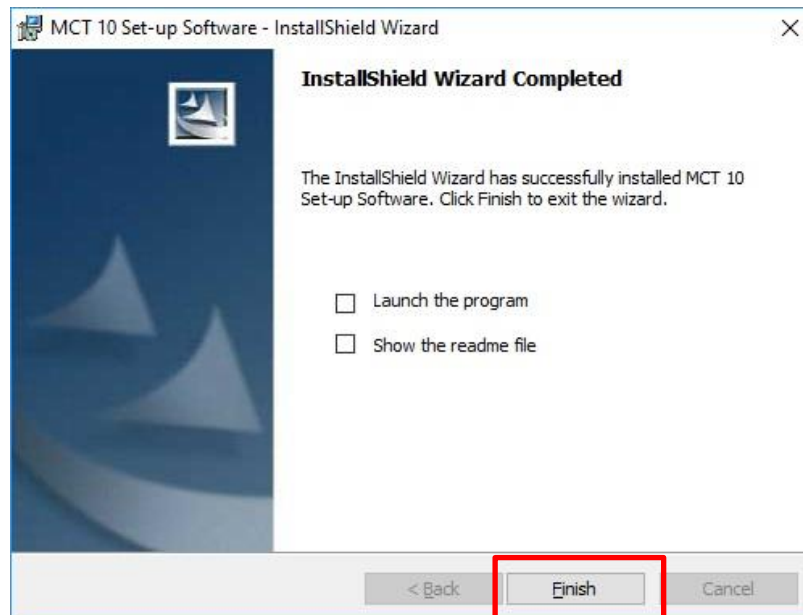 MCT 10 Set-up Software - InstallShield Wizard
InstallShield Wizard Completed
The InstallShield Wizard has successfully installed MCT 10
Set-up Software. Click Finish to exit the wizard.
Launch the program
Show the readme file
< Back
Finish
Cancel